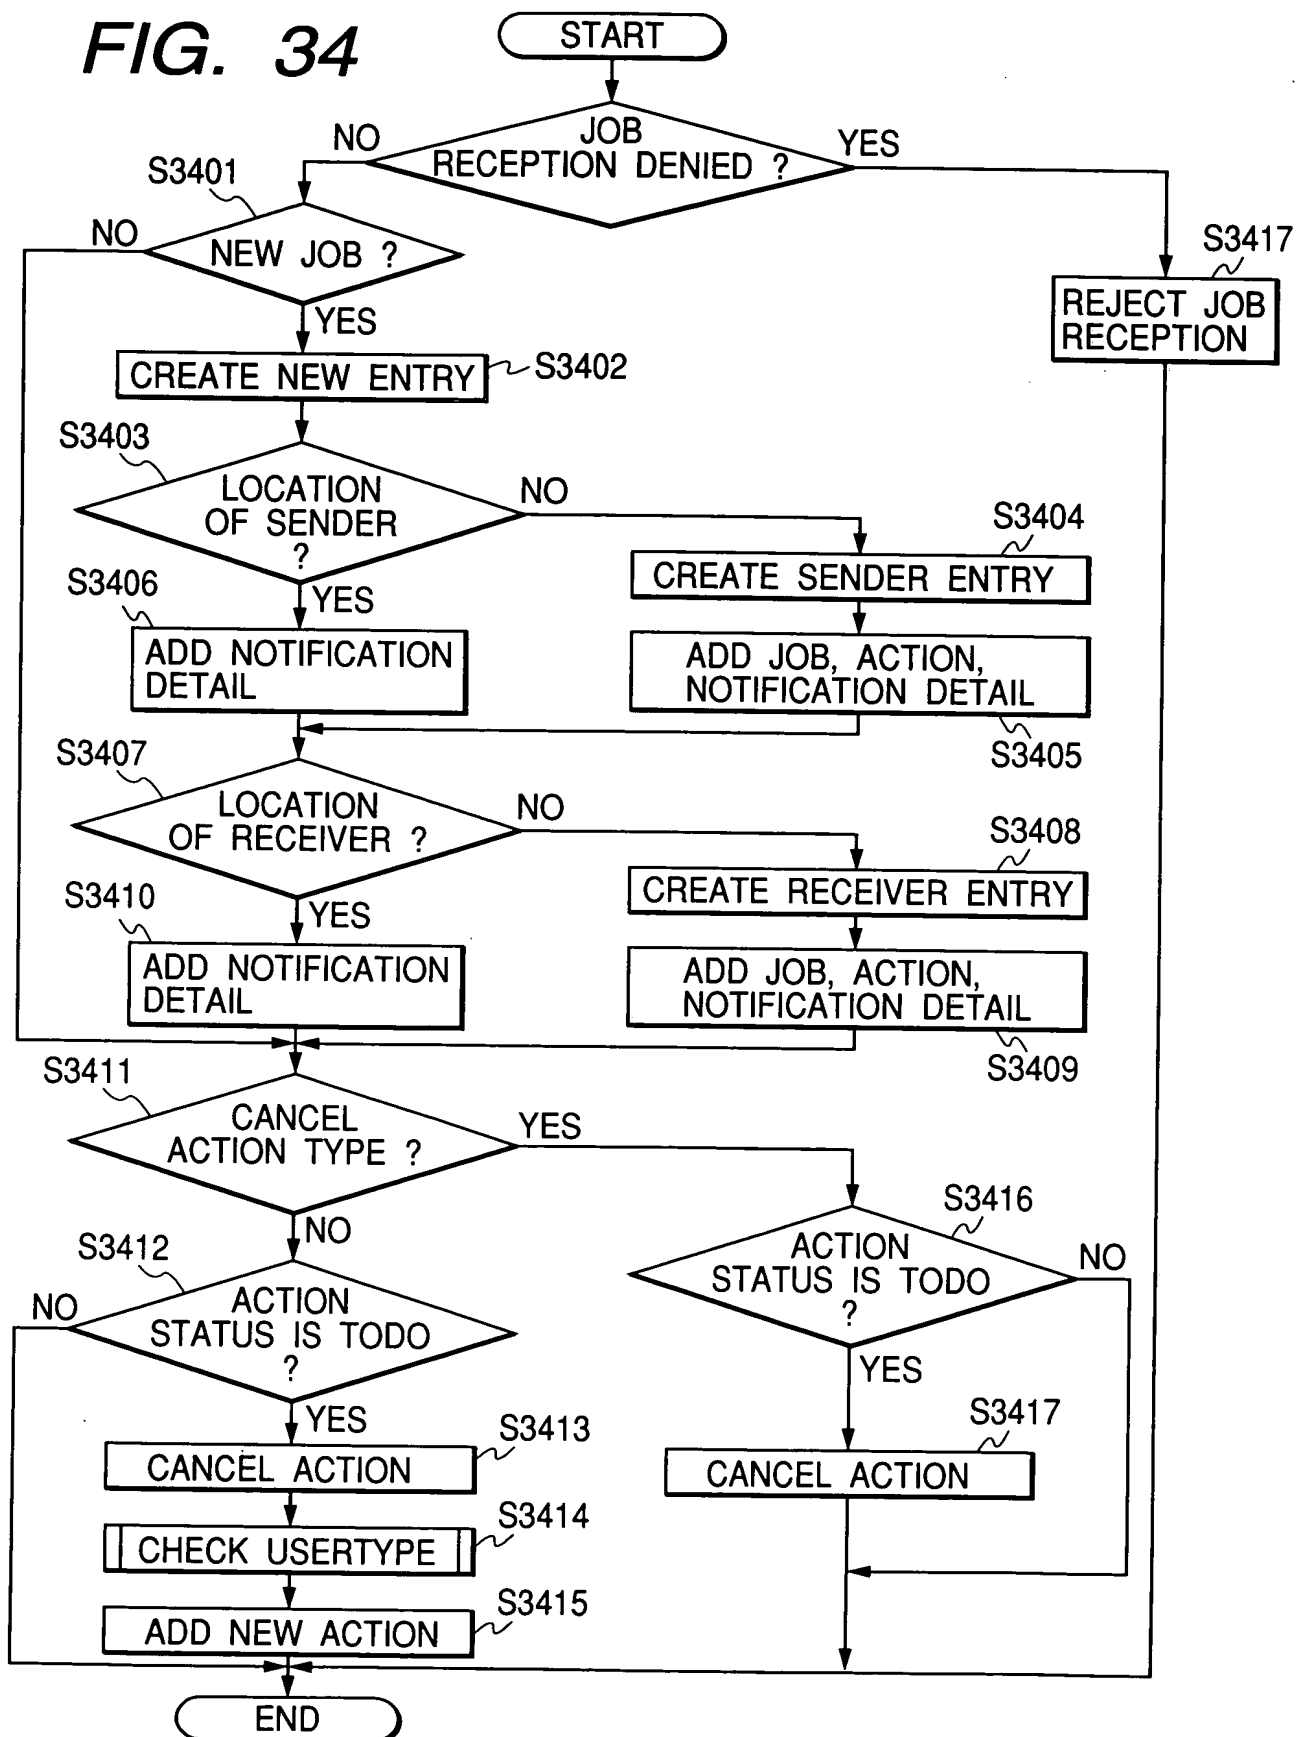 FIG. 34
START
JOB
RECEPTION DENIED ?
NO
YES
S3401
NEW JOB ?
NO
YES
S3417
REJECT JOB
RECEPTION
CREATE NEW ENTRY
S3402
S3403
LOCATION
OF SENDER
?
NO
YES
S3404
CREATE SENDER ENTRY
S3406
ADD NOTIFICATION
DETAIL
ADD JOB, ACTION,
NOTIFICATION DETAIL
S3405
S3407
LOCATION
OF RECEIVER ?
NO
YES
S3408
CREATE RECEIVER ENTRY
S3410
ADD NOTIFICATION
DETAIL
ADD JOB, ACTION,
NOTIFICATION DETAIL
S3409
S3411
CANCEL
ACTION TYPE ?
YES
NO
S3412
ACTION
STATUS IS TODO
?
NO
YES
S3416
ACTION
STATUS IS TODO
?
NO
YES
S3413
CANCEL ACTION
S3417
CANCEL ACTION
S3414
CHECK USERTYPE
S3415
ADD NEW ACTION
END